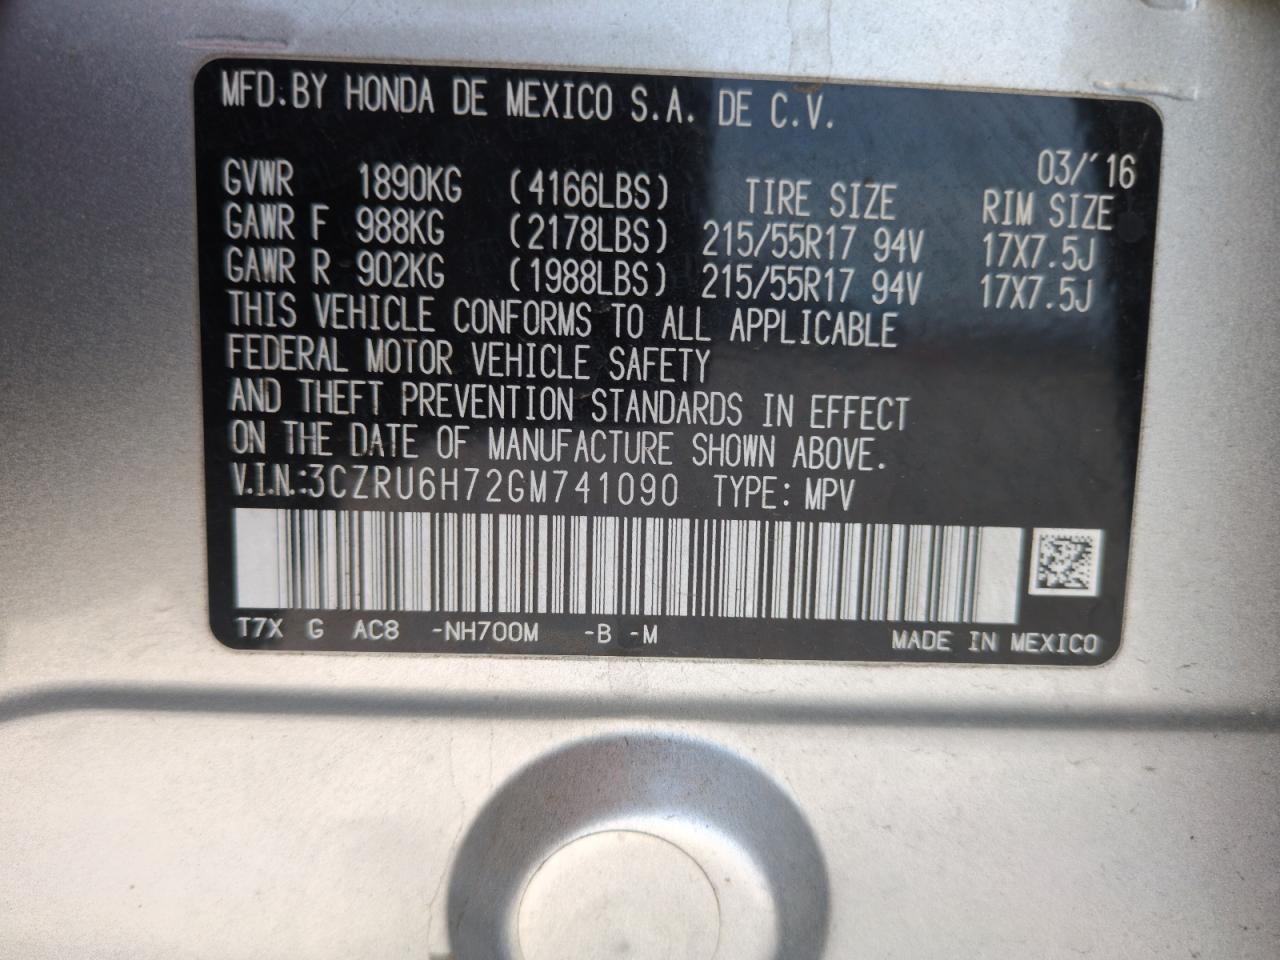 MFD.BY HONDA DE MEXICO S.A. DE C.V.
03/'16
GVWR 1890KG (4166LBS) TIRE SIZE RIM SIZE
GAWR F 988KG (2178LBS) 215/55R17 94V 17X7.5J
GAWR R 902KG (1988LBS) 215/55R17 94V 17X7.5J
THIS VEHICLE CONFORMS TO ALL APPLICABLE
FEDERAL MOTOR VEHICLE SAFETY
AND THEFT PREVENTION STANDARDS IN EFFECT
ON THE DATE OF MANUFACTURE SHOWN ABOVE.
V.I.N.:3CZRU6H72GM741090 TYPE: MPV
T7X G AC8 -NH700M -B -M MADE IN MEXICO